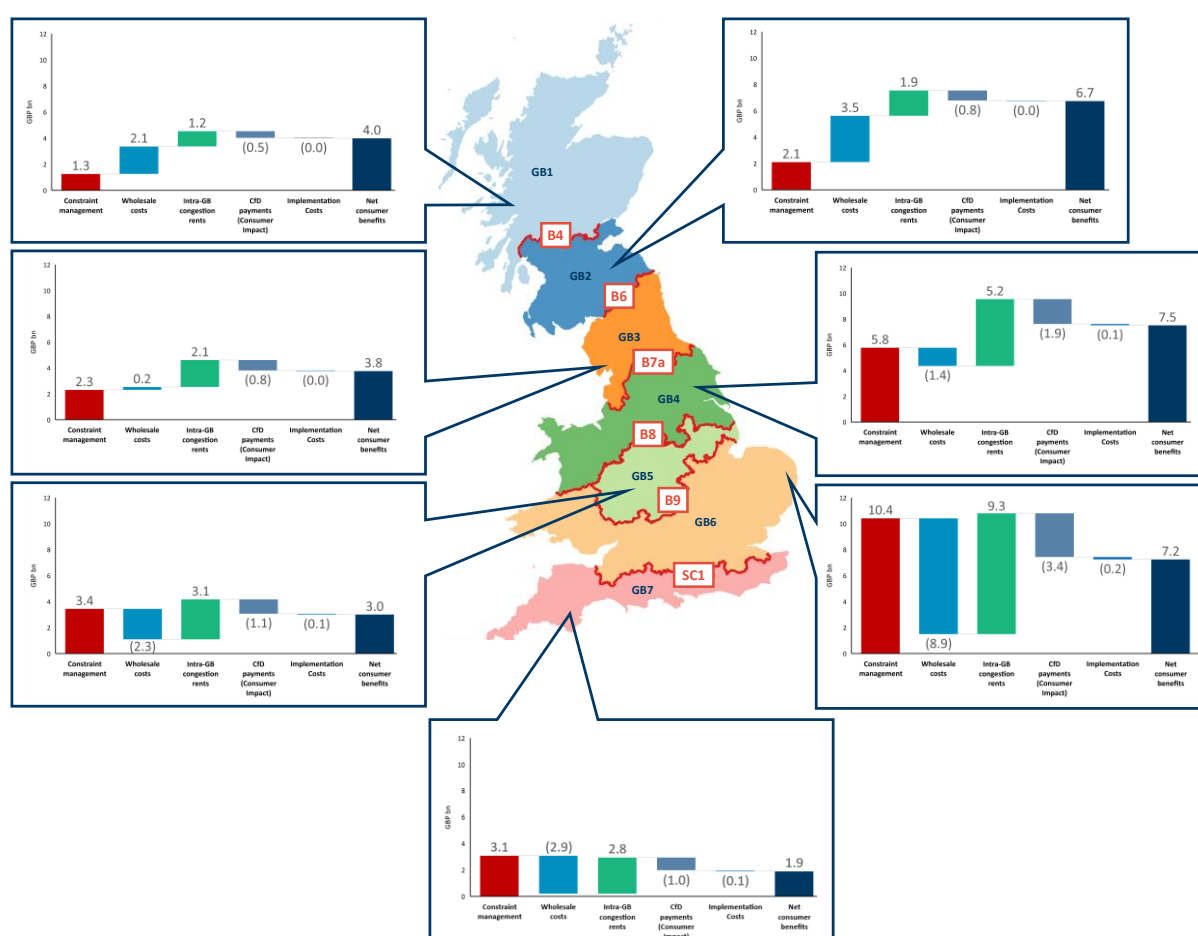 12
10
8
6
4
2
0
GBP bn
1.3
2.1
1.2
(0.5)
(0.0)
4.0
Constraint
management
Wholesale
costs
Intra-GB
congestion
rents
CfD
payments
(Consumer
Impact)
Implementation
Costs
Net
consumer
benefits
12
10
8
6
4
2
0
GBP bn
2.1
3.5
1.9
(0.8)
(0.0)
6.7
Constraint
management
Wholesale
costs
Intra-GB
congestion
rents
CfD
payments
(Consumer
Impact)
Implementation
Costs
Net
consumer
benefits
12
10
8
6
4
2
0
GBP bn
2.3
0.2
2.1
(0.8)
(0.0)
3.8
Constraint
management
Wholesale
costs
Intra-GB
congestion
rents
CfD
payments
(Consumer
Impact)
Implementation
Costs
Net
consumer
benefits
12
10
8
6
4
2
0
GBP bn
5.8
(1.4)
5.2
(1.9)
(0.1)
7.5
Constraint
management
Wholesale
costs
Intra-GB
congestion
rents
CfD
payments
(Consumer
Impact)
Implementation
Costs
Net
consumer
benefits
12
10
8
6
4
2
0
GBP bn
3.4
(2.3)
3.1
(1.1)
(0.1)
3.0
Constraint
management
Wholesale
costs
Intra-GB
congestion
rents
CfD
payments
(Consumer
Impact)
Implementation
Costs
Net
consumer
benefits
12
10
8
6
4
2
0
GBP bn
10.4
(8.9)
9.3
(3.4)
(0.2)
7.2
Constraint
management
Wholesale
costs
Intra-GB
congestion
rents
CfD
payments
(Consumer
Impact)
Implementation
Costs
Net
consumer
benefits
GB1
B4
GB2
B6
GB3
B7a
GB4
B8
GB5
B9
GB6
SC1
GB7
12
10
8
6
4
2
0
GBP bn
3.1
(2.9)
2.8
(1.0)
(0.1)
1.9
Constraint
management
Wholesale
costs
Intra-GB
congestion
rents
CfD
payments
(Consumer
Impact)
Implementation
Costs
Net
consumer
benefits